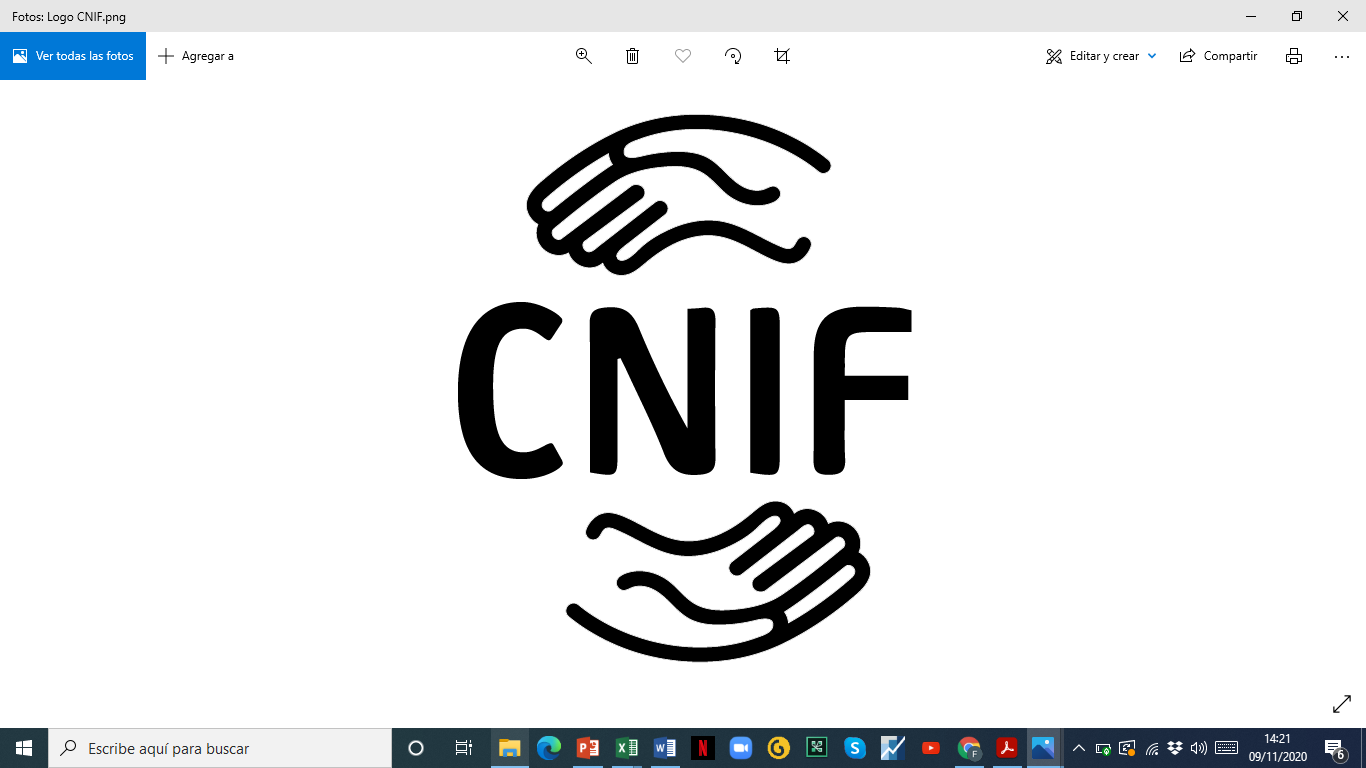 Fotos: Logo CNIF.png
Ver todas las fotos
Agregar a
Editar y crear
Compartir
CNIF
Escribe aquí para buscar
14:21
09/11/2020
6